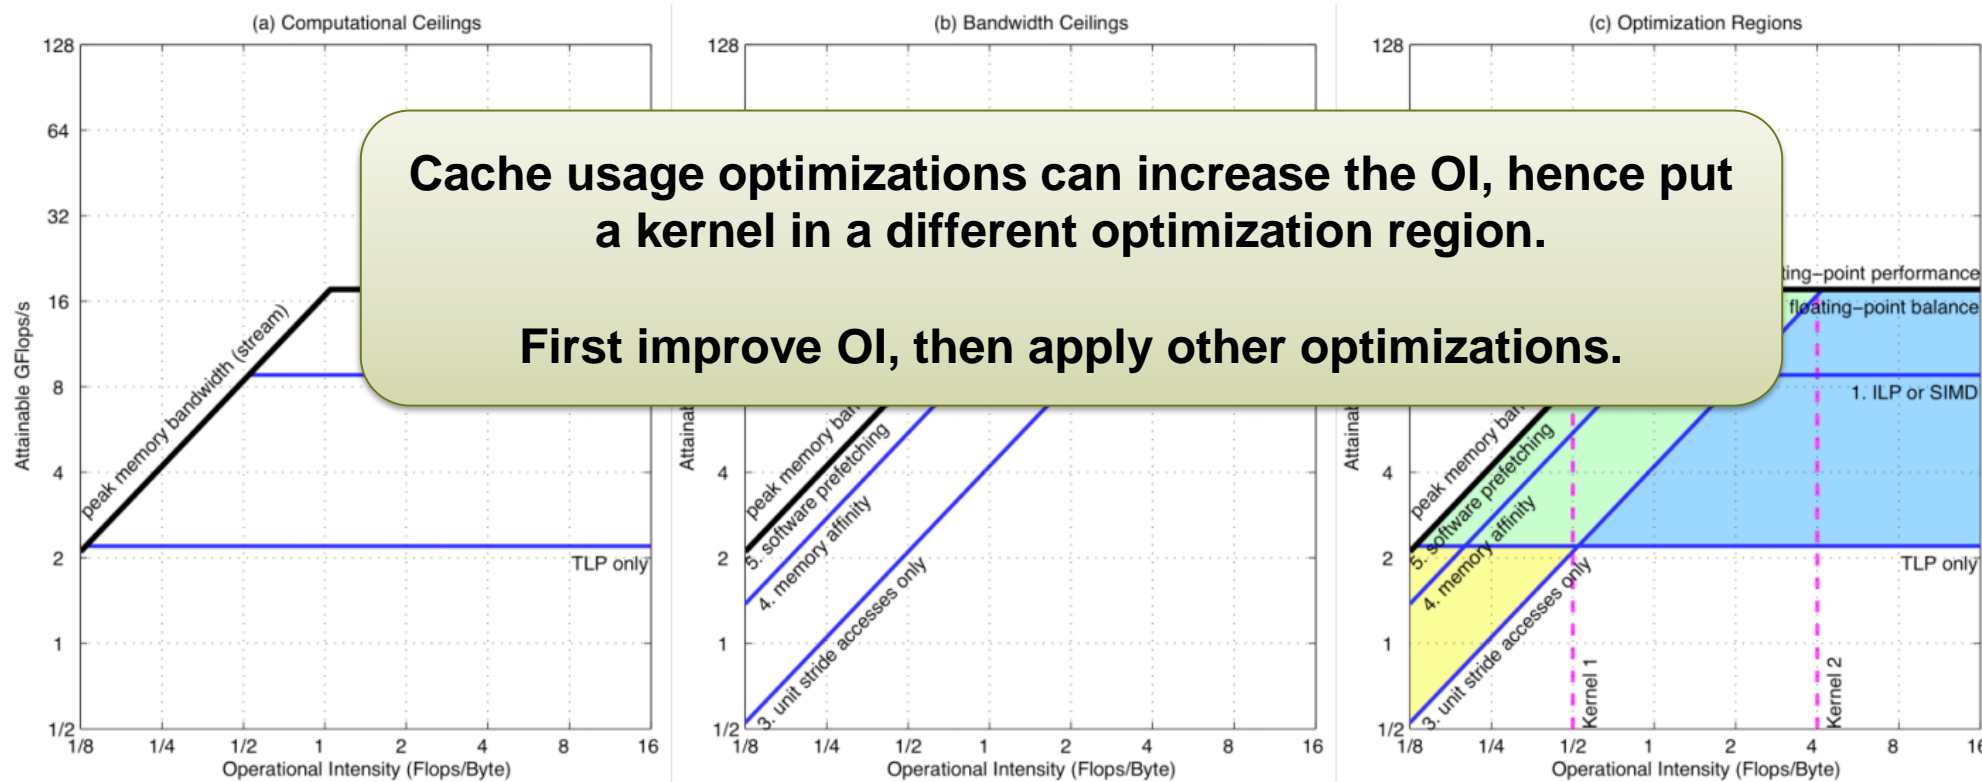 (a) Computational Ceilings
128
64
32
16
8
4
2
1
1/2
1/8 1/4 1/2 1 2 4 8 16
Attainable GFlops/s
Operational Intensity (Flops/Byte)
peak memory bandwidth (stream)
TLP only
(b) Bandwidth Ceilings
128
4
2
1
1/2
1/8 1/4 1/2 1 2 4 8 16
Operational Intensity (Flops/Byte)
peak memory
5. software prefetching
4. memory affinity
3. unit stride accesses only
(c) Optimization Regions
128
4
2
1
1/2
1/8 1/4 1/2 1 2 4 8 16
Operational Intensity (Flops/Byte)
floating-point performance
floating-point balance
1. ILP or SIMD
TLP only
peak memory
5. software prefetching
4. memory affinity
3. unit stride accesses only
Kernel 1
Kernel 2
Cache usage optimizations can increase the OI, hence put
a kernel in a different optimization region.
First improve OI, then apply other optimizations.